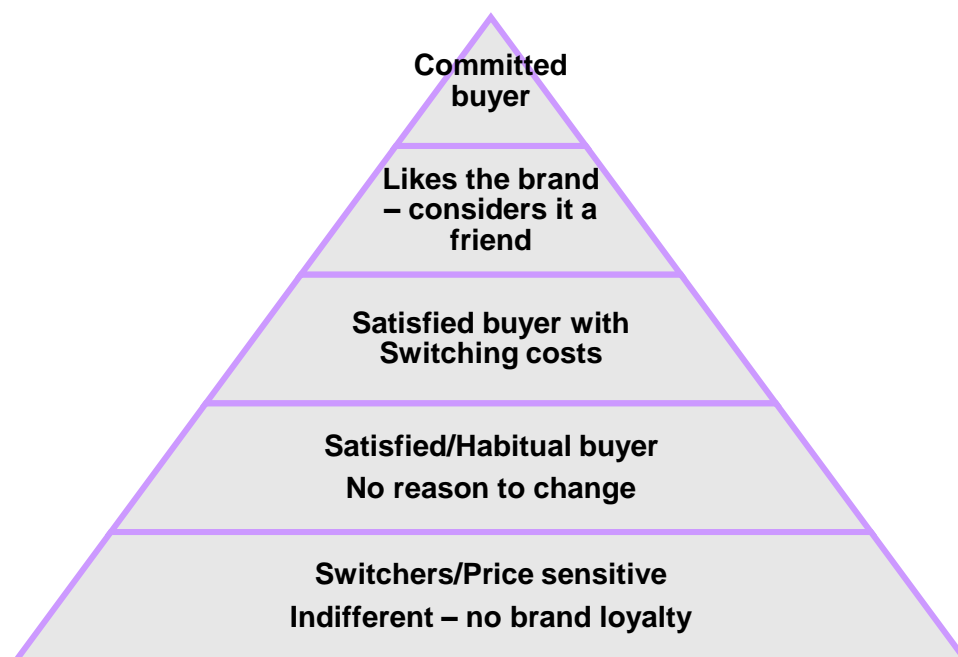 Committed
buyer
Likes the brand
– considers it a
friend
Satisfied buyer with
Switching costs
Satisfied/Habitual buyer
No reason to change
Switchers/Price sensitive
Indifferent – no brand loyalty